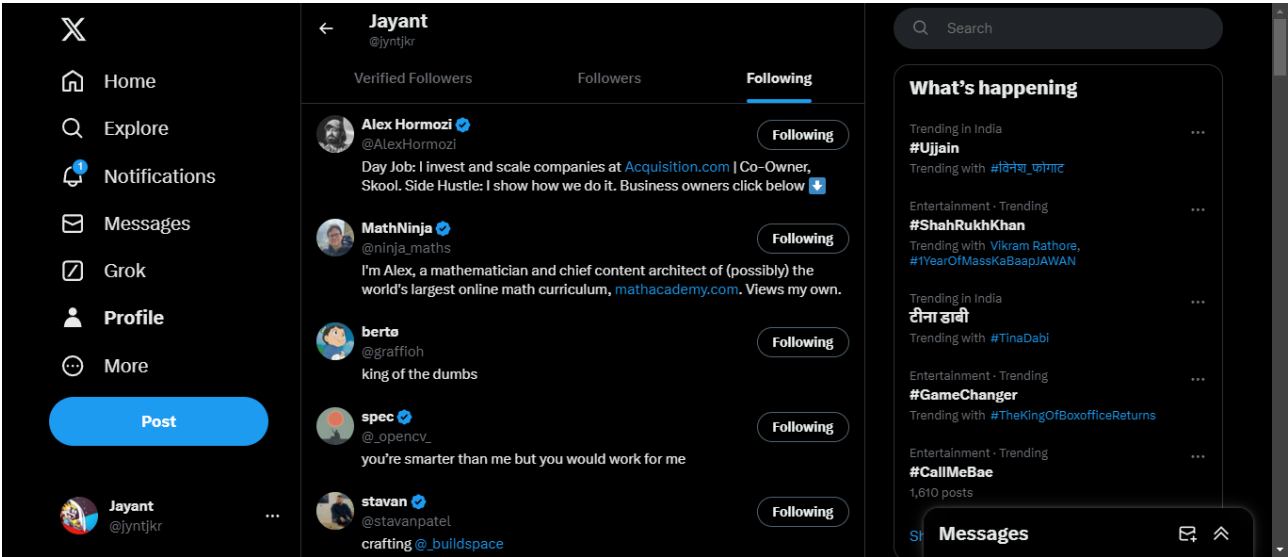 Home
Explore
1
Notifications
Messages
Grok
Profile
More
Post
Jayant
@jyntjkr
Jayant
@jyntjkr
Verified Followers
Followers
Following
Alex Hormozi
@AlexHormozi
Following
Day Job: I invest and scale companies at Acquisition.com | Co-Owner,
Skool. Side Hustle: I show how we do it. Business owners click below
MathNinja
@ninja_maths
Following
I'm Alex, a mathematician and chief content architect of (possibly) the
world's largest online math curriculum, mathacademy.com. Views my own.
bertø
@graffioh
Following
king of the dumbs
spec
@_opencv_
Following
you're smarter than me but you would work for me
stavan
@stavanpatel
Following
crafting @_buildspace
Search
What's happening
Trending in India
#Ujjain
Trending with #विनेश_फोगाट
Entertainment · Trending
#ShahRukhKhan
Trending with Vikram Rathore,
#1YearOfMassKaBaapJAWAN
Trending in India
टीना डाबी
Trending with #TinaDabi
Entertainment · Trending
#GameChanger
Trending with #TheKingOfBoxofficeReturns
Entertainment · Trending
#CallMeBae
1,610 posts
Messages